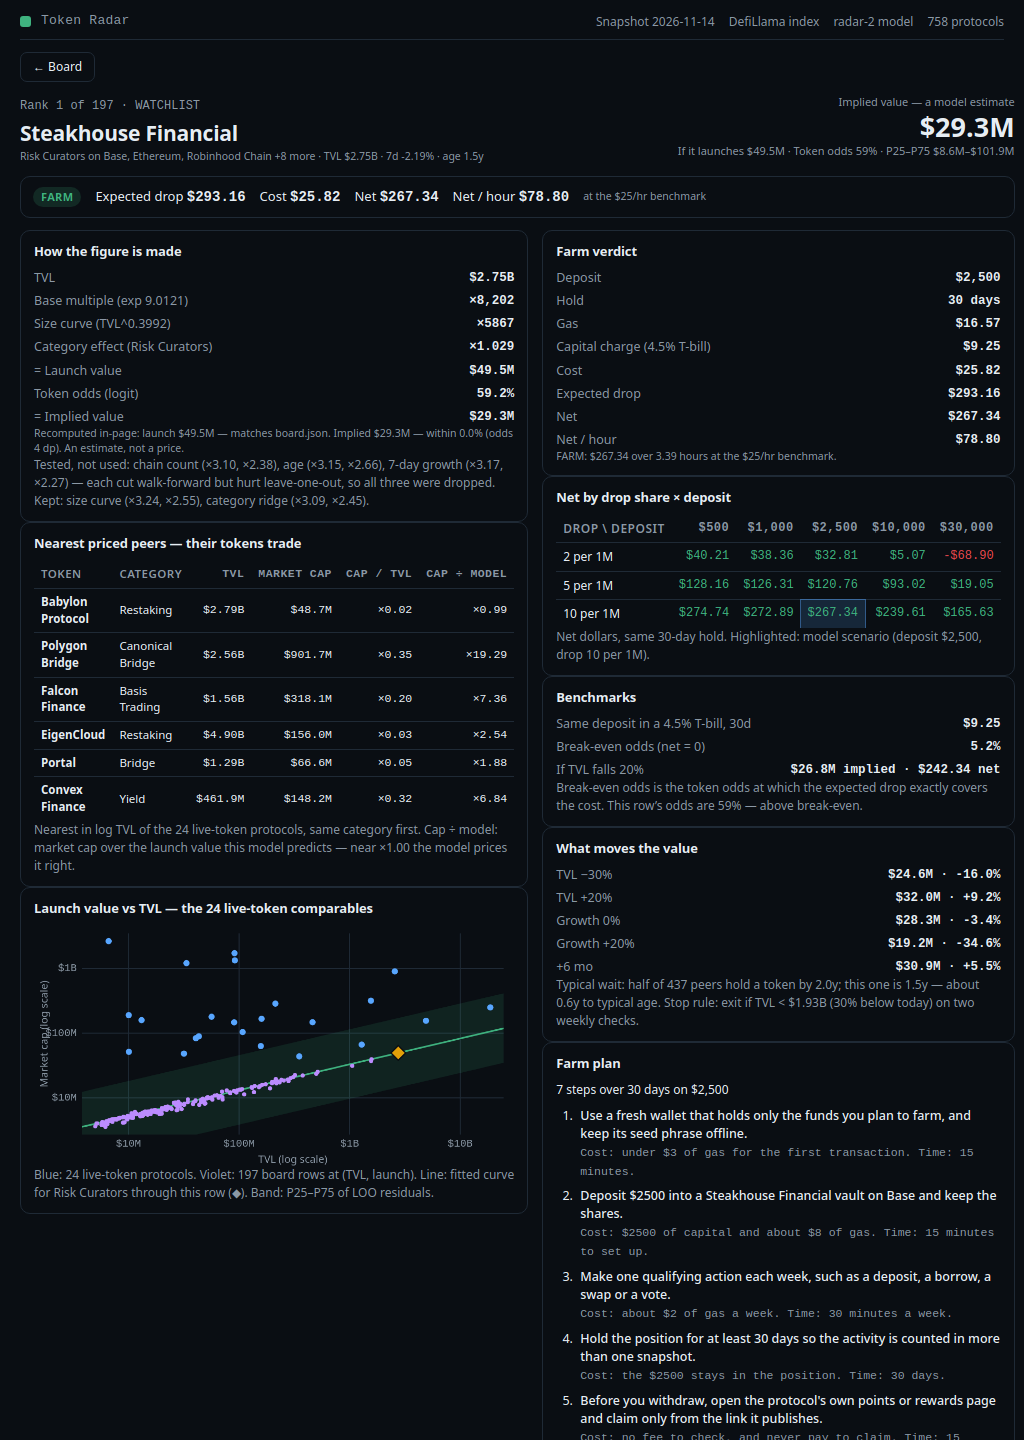 Token Radar
Snapshot 2026-11-14 DefiLlama index radar-2 model 758 protocols
← Board
Rank 1 of 197 · WATCHLIST
Steakhouse Financial
Risk Curators on Base, Ethereum, Robinhood Chain +8 more · TVL $2.75B · 7d -2.19% · age 1.5y
Implied value — a model estimate
$29.3M
If it launches $49.5M · Token odds 59% · P25–P75 $8.6M–$101.9M
FARM Expected drop $293.16 Cost $25.82 Net $267.34 Net / hour $78.80 at the $25/hr benchmark
How the figure is made
TVL $2.75B
Base multiple (exp 9.0121) ×8,202
Size curve (TVL^0.3992) ×5867
Category effect (Risk Curators) ×1.029
= Launch value $49.5M
Token odds (logit) 59.2%
= Implied value $29.3M
Recomputed in-page: launch $49.5M — matches board.json. Implied $29.3M — within 0.0% (odds
4 dp). An estimate, not a price.
Tested, not used: chain count (×3.10, ×2.38), age (×3.15, ×2.66), 7-day growth (×3.17,
×2.27) — each cut walk-forward but hurt leave-one-out, so all three were dropped.
Kept: size curve (×3.24, ×2.55), category ridge (×3.09, ×2.45).
Nearest priced peers — their tokens trade
TOKEN CATEGORY TVL MARKET CAP CAP / TVL CAP ÷ MODEL
Babylon Protocol Restaking $2.79B $48.7M ×0.02 ×0.99
Polygon Bridge Canonical Bridge $2.56B $901.7M ×0.35 ×19.29
Falcon Finance Basis Trading $1.56B $318.1M ×0.20 ×7.36
EigenCloud Restaking $4.90B $156.0M ×0.03 ×2.54
Portal Bridge $1.29B $66.6M ×0.05 ×1.88
Convex Finance Yield $461.9M $148.2M ×0.32 ×6.84
Nearest in log TVL of the 24 live-token protocols, same category first. Cap ÷ model:
market cap over the launch value this model predicts — near ×1.00 the model prices
it right.
Launch value vs TVL — the 24 live-token comparables
Market cap (log scale)
$1B
$100M
$10M
$10M $100M $1B $10B
TVL (log scale)
Blue: 24 live-token protocols. Violet: 197 board rows at (TVL, launch). Line: fitted curve
for Risk Curators through this row (◆). Band: P25–P75 of LOO residuals.
Farm verdict
Deposit $2,500
Hold 30 days
Gas $16.57
Capital charge (4.5% T-bill) $9.25
Cost $25.82
Expected drop $293.16
Net $267.34
Net / hour $78.80
FARM: $267.34 over 3.39 hours at the $25/hr benchmark.
Net by drop share × deposit
DROP \ DEPOSIT $500 $1,000 $2,500 $10,000 $30,000
2 per 1M $40.21 $38.36 $32.81 $5.07 -$68.90
5 per 1M $128.16 $126.31 $120.76 $93.02 $19.05
10 per 1M $274.74 $272.89 $267.34 $239.61 $165.63
Net dollars, same 30-day hold. Highlighted: model scenario (deposit $2,500,
drop 10 per 1M).
Benchmarks
Same deposit in a 4.5% T-bill, 30d $9.25
Break-even odds (net = 0) 5.2%
If TVL falls 20% $26.8M implied · $242.34 net
Break-even odds is the token odds at which the expected drop exactly covers
the cost. This row's odds are 59% — above break-even.
What moves the value
TVL −30% $24.6M · -16.0%
TVL +20% $32.0M · +9.2%
Growth 0% $28.3M · -3.4%
Growth +20% $19.2M · -34.6%
+6 mo $30.9M · +5.5%
Typical wait: half of 437 peers hold a token by 2.0y; this one is 1.5y — about
0.6y to typical age. Stop rule: exit if TVL < $1.93B (30% below today) on two
weekly checks.
Farm plan
7 steps over 30 days on $2,500
1. Use a fresh wallet that holds only the funds you plan to farm, and
keep its seed phrase offline.
Cost: under $3 of gas for the first transaction. Time: 15
minutes.
2. Deposit $2500 into a Steakhouse Financial vault on Base and keep the
shares.
Cost: $2500 of capital and about $8 of gas. Time: 15 minutes
to set up.
3. Make one qualifying action each week, such as a deposit, a borrow, a
swap or a vote.
Cost: about $2 of gas a week. Time: 30 minutes a week.
4. Hold the position for at least 30 days so the activity is counted in more
than one snapshot.
Cost: the $2500 stays in the position. Time: 30 days.
5. Before you withdraw, open the protocol's own points or rewards page
and claim only from the link it publishes.
Cost: no fee to check, and never pay to claim. Time: 15